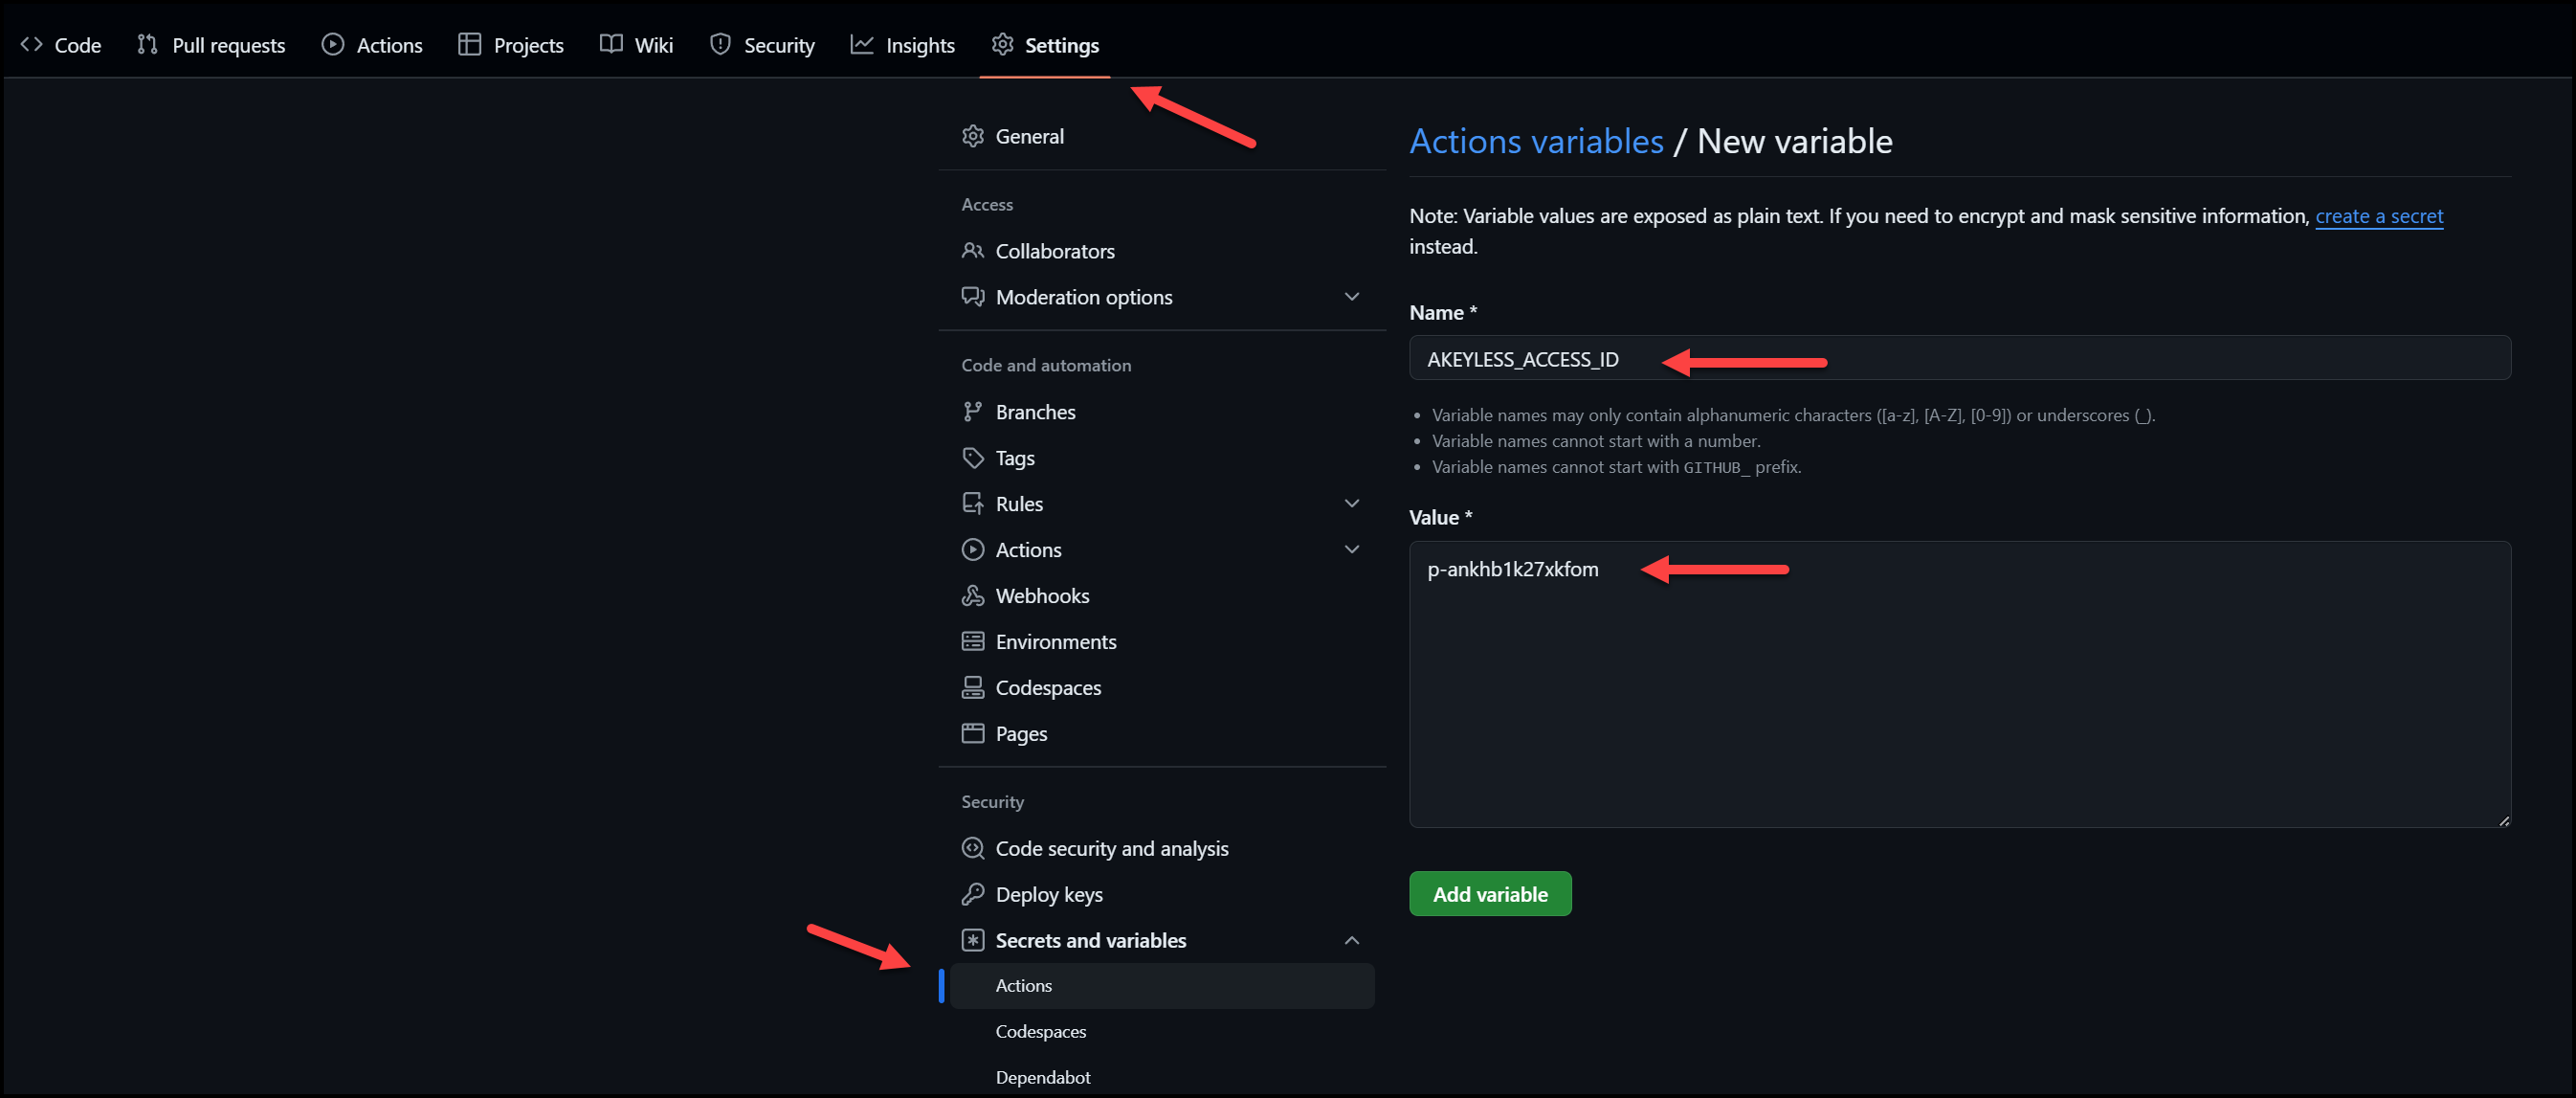 Code Pull requests Actions Projects Wiki Security Insights Settings
General
Access
Collaborators
Moderation options
Code and automation
Branches
Tags
Rules
Actions
Webhooks
Environments
Codespaces
Pages
Security
Code security and analysis
Deploy keys
Secrets and variables
Actions
Codespaces
Dependabot
Actions variables / New variable
Note: Variable values are exposed as plain text. If you need to encrypt and mask sensitive information, create a secret
instead.
Name *
AKEYLESS_ACCESS_ID
• Variable names may only contain alphanumeric characters ([a-z], [A-Z], [0-9]) or underscores (_).
• Variable names cannot start with a number.
• Variable names cannot start with GITHUB_ prefix.
Value *
p-ankhb1k27xkfom
Add variable